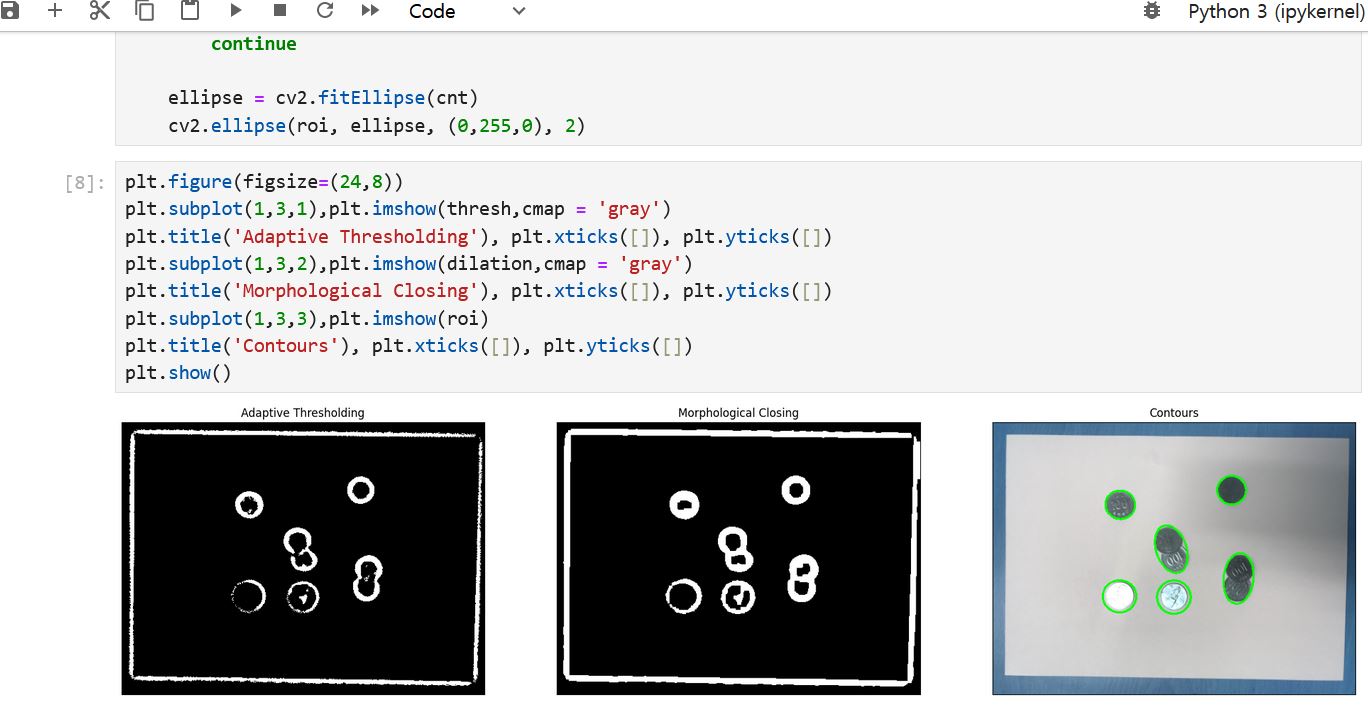 Code
Python 3 (ipykernel)
continue
ellipse = cv2.fitEllipse(cnt)
cv2.ellipse(roi, ellipse, (0,255,0), 2)
[8]:
plt.figure(figsize=(24,8))
plt.subplot(1,3,1),plt.imshow(thresh,cmap = 'gray')
plt.title('Adaptive Thresholding'), plt.xticks([]), plt.yticks([])
plt.subplot(1,3,2),plt.imshow(dilation,cmap = 'gray')
plt.title('Morphological Closing'), plt.xticks([]), plt.yticks([])
plt.subplot(1,3,3),plt.imshow(roi)
plt.title('Contours'), plt.xticks([]), plt.yticks([])
plt.show()
Adaptive Thresholding
Morphological Closing
Contours
100
100